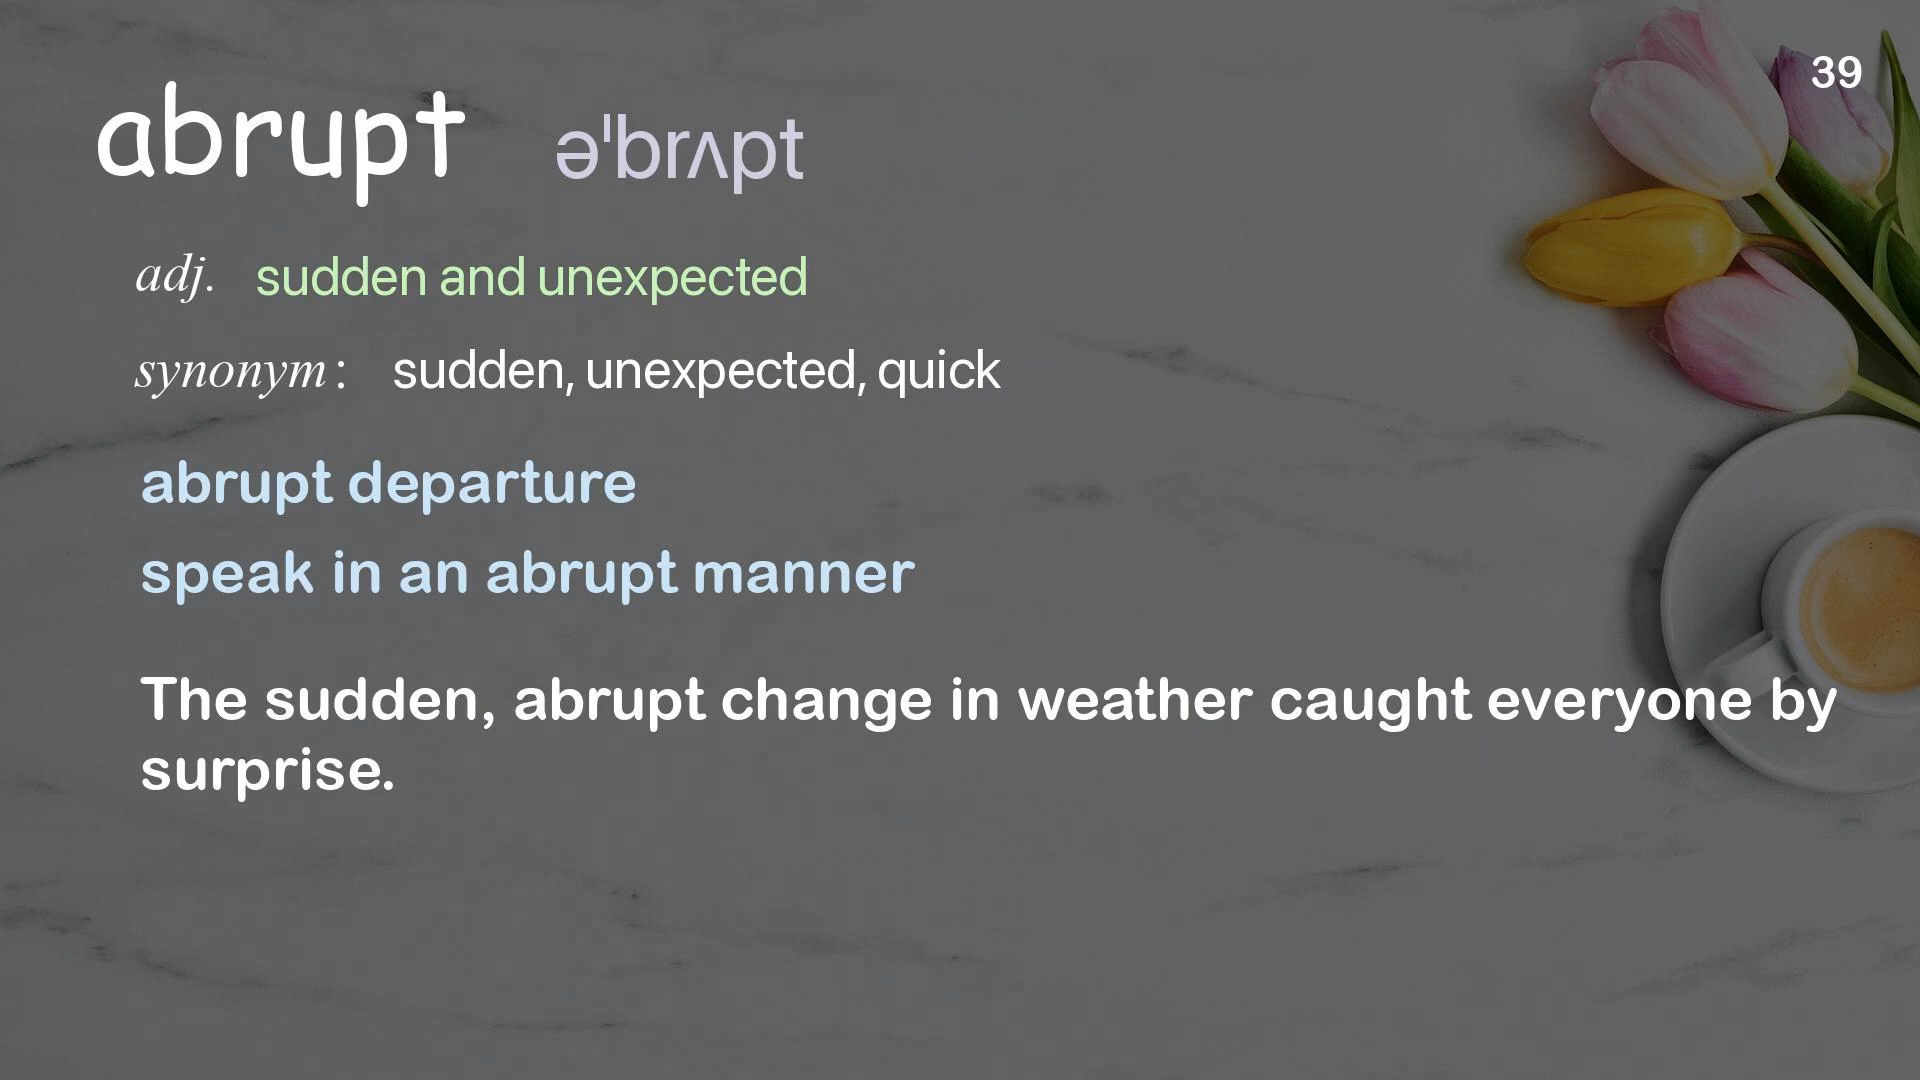 39
abrupt ə'brʌpt
adj. sudden and unexpected
synonym: sudden, unexpected, quick
abrupt departure
speak in an abrupt manner
The sudden, abrupt change in weather caught everyone by
surprise.